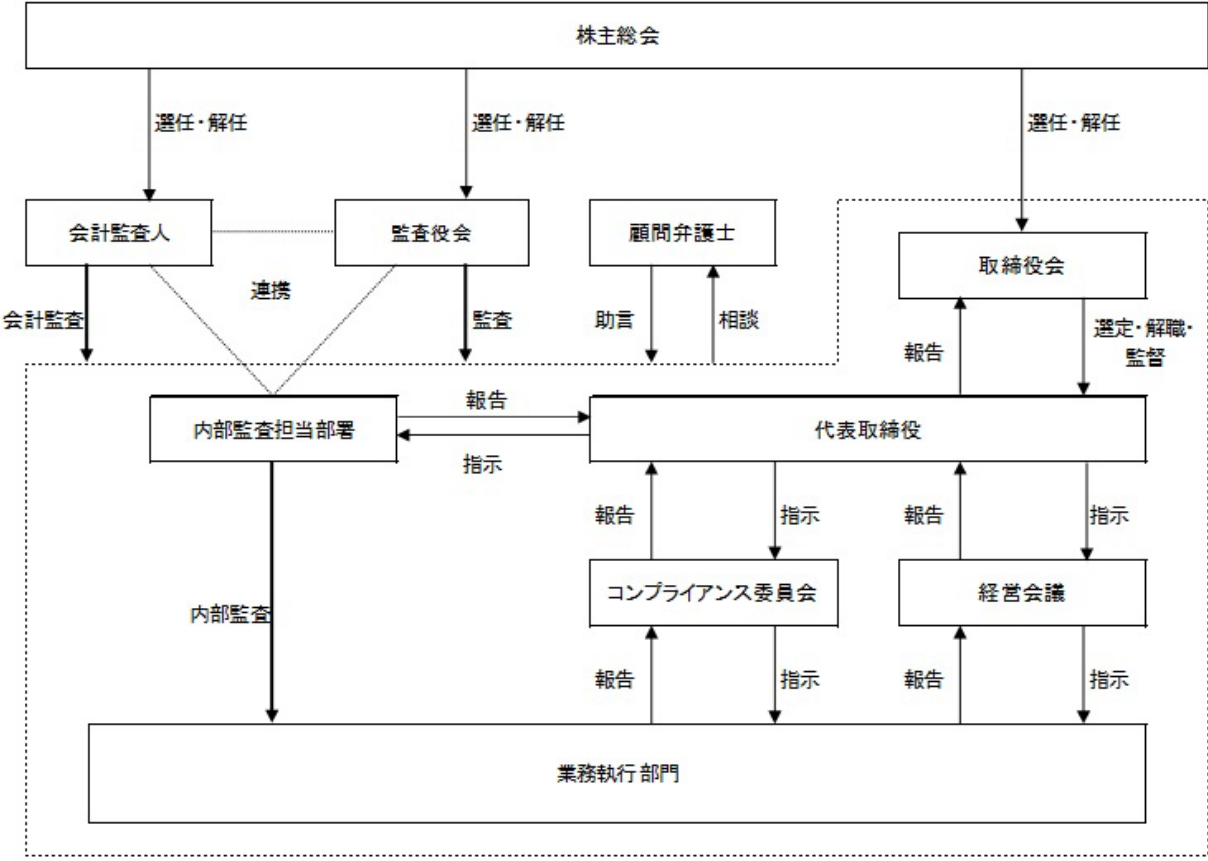 株主総会
選任・解任
選任・解任
選任・解任
会計監査人
監査役会
顧問弁護士
取締役会
連携
会計監査
監査
助言
相談
報告
選定・解職・
監督
内部監査担当部署
報告
指示
代表取締役
報告
指示
報告
指示
コンプライアンス委員会
経営会議
内部監査
報告
指示
報告
指示
業務執行部門